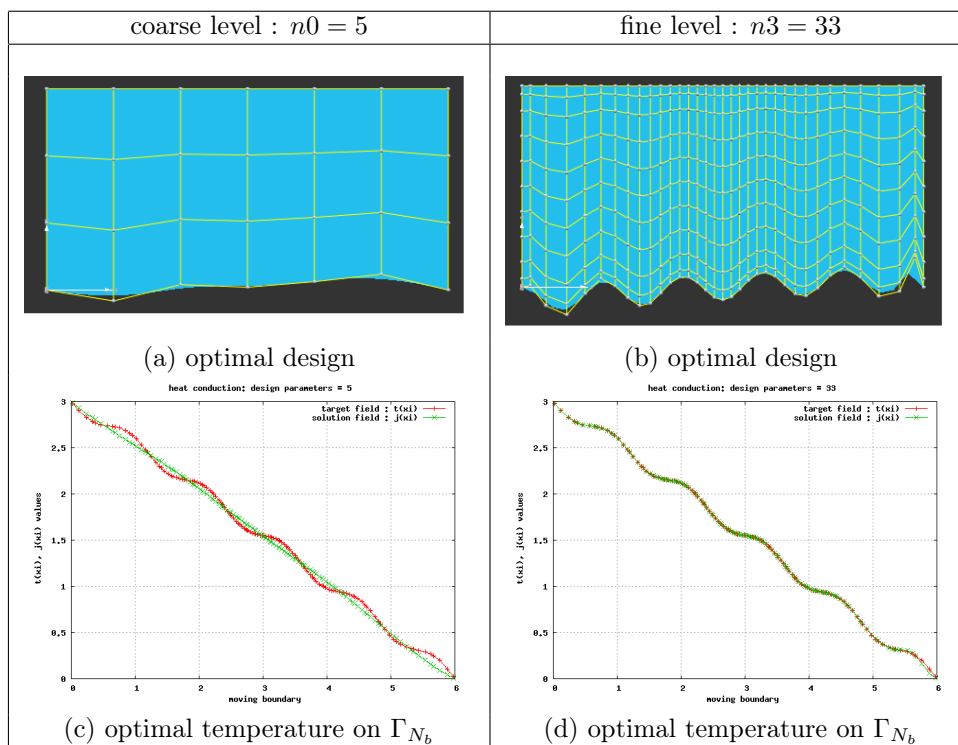 coarse level : n0 = 5
fine level : n3 = 33
(a) optimal design
(b) optimal design
heat conduction: design parameters = 5
target field : t(xi)
solution field : j(xi)
t(xi), j(xi) values
3
2.5
2
1.5
1
0.5
0
0 1 2 3 4 5 6
moving boundary
heat conduction: design parameters = 33
target field : t(xi)
solution field : j(xi)
t(xi), j(xi) values
3
2.5
2
1.5
1
0.5
0
0 1 2 3 4 5 6
moving boundary
(c) optimal temperature on Γ_{N_b}
(d) optimal temperature on Γ_{N_b}